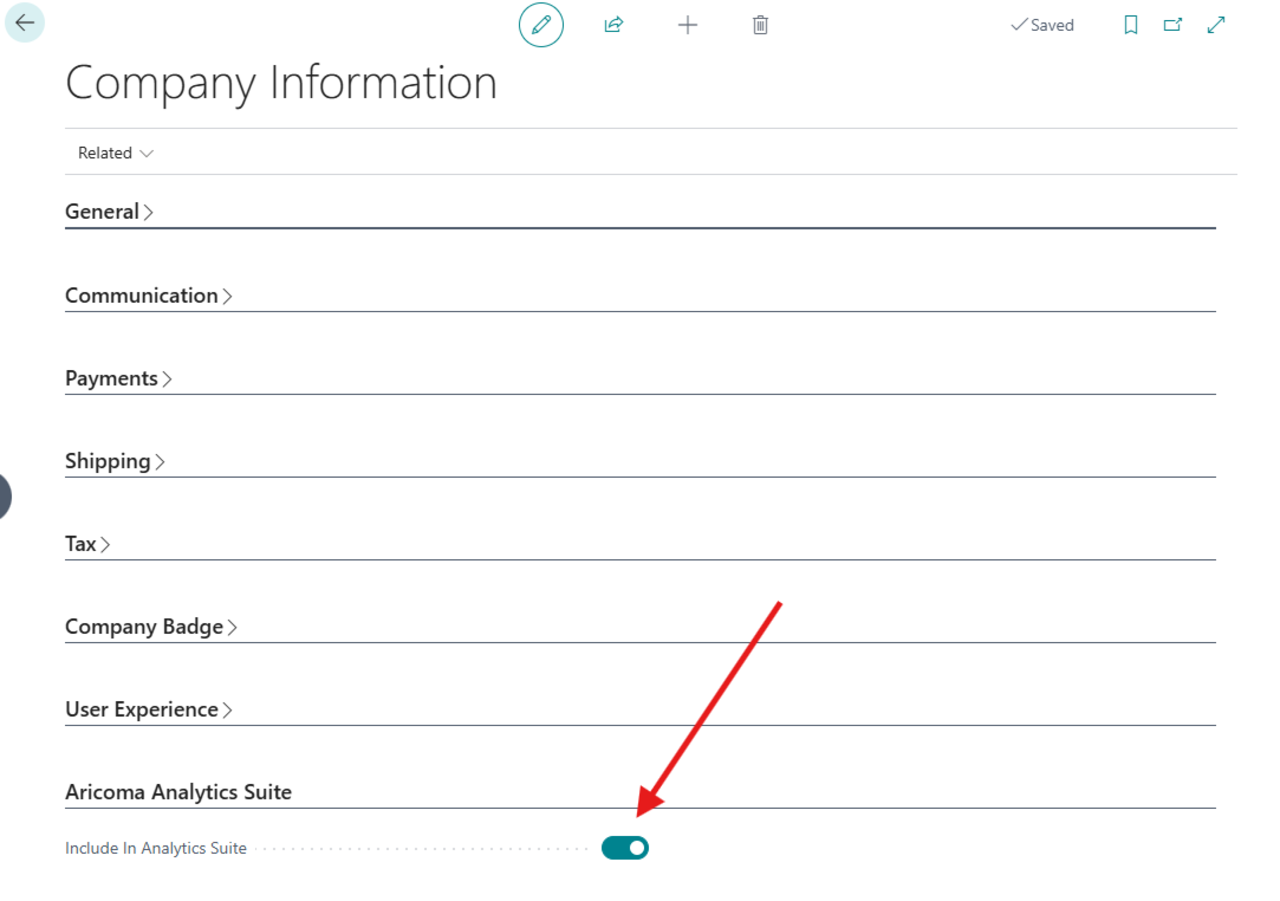 Saved
Company Information
Related
General
Communication
Payments
Shipping
Tax
Company Badge
User Experience
Aricoma Analytics Suite
Include In Analytics Suite